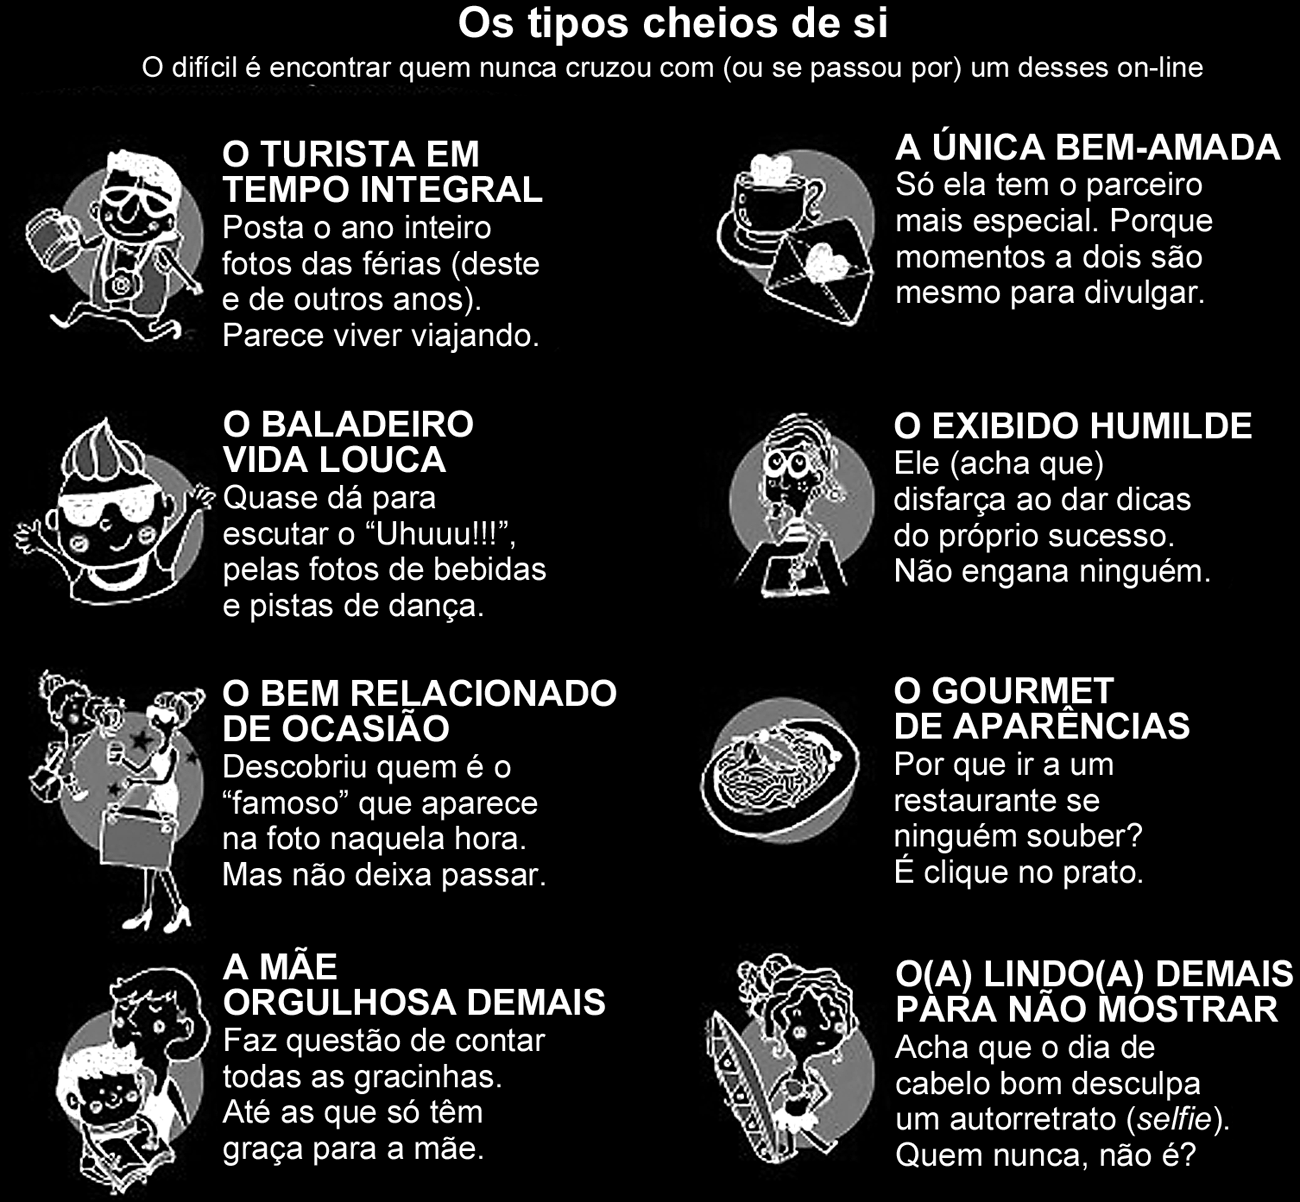 Os tipos cheios de si
O difícil é encontrar quem nunca cruzou com (ou se passou por) um desses on-line
O TURISTA EM
TEMPO INTEGRAL
Posta o ano inteiro
fotos das férias (deste
e de outros anos).
Parece viver viajando.
A ÚNICA BEM-AMADA
Só ela tem o parceiro
mais especial. Porque
momentos a dois são
mesmo para divulgar.
O BALADEIRO
VIDA LOUCA
Quase dá para
escutar o “Uhuuu!!!”,
pelas fotos de bebidas
e pistas de dança.
O EXIBIDO HUMILDE
Ele (acha que)
disfarça ao dar dicas
do próprio sucesso.
Não engana ninguém.
O BEM RELACIONADO
DE OCASIÃO
Descobriu quem é o
“famoso” que aparece
na foto naquela hora.
Mas não deixa passar.
O GOURMET
DE APARÊNCIAS
Por que ir a um
restaurante se
ninguém souber?
É clique no prato.
A MÃE
ORGULHOSA DEMAIS
Faz questão de contar
todas as gracinhas.
Até as que só têm
graça para a mãe.
O(A) LINDO(A) DEMAIS
PARA NÃO MOSTRAR
Acha que o dia de
cabelo bom desculpa
um autorretrato (selfie).
Quem nunca, não é?